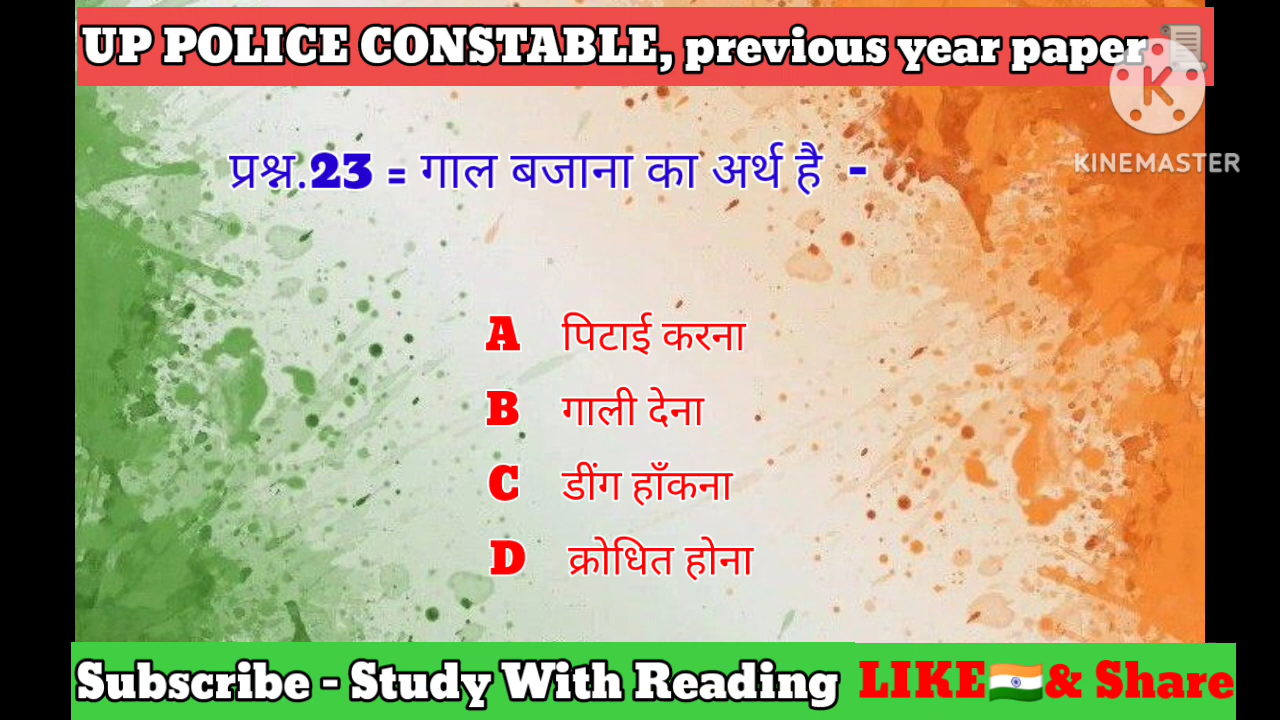 UP POLICE CONSTABLE, previous year paper
KINEMASTER
प्रश्न.23 = गाल बजाना का अर्थ है -
A पिटाई करना
B गाली देना
C डींग हाँकना
D क्रोधित होना
Subscribe - Study With Reading LIKE🇮🇳& Share